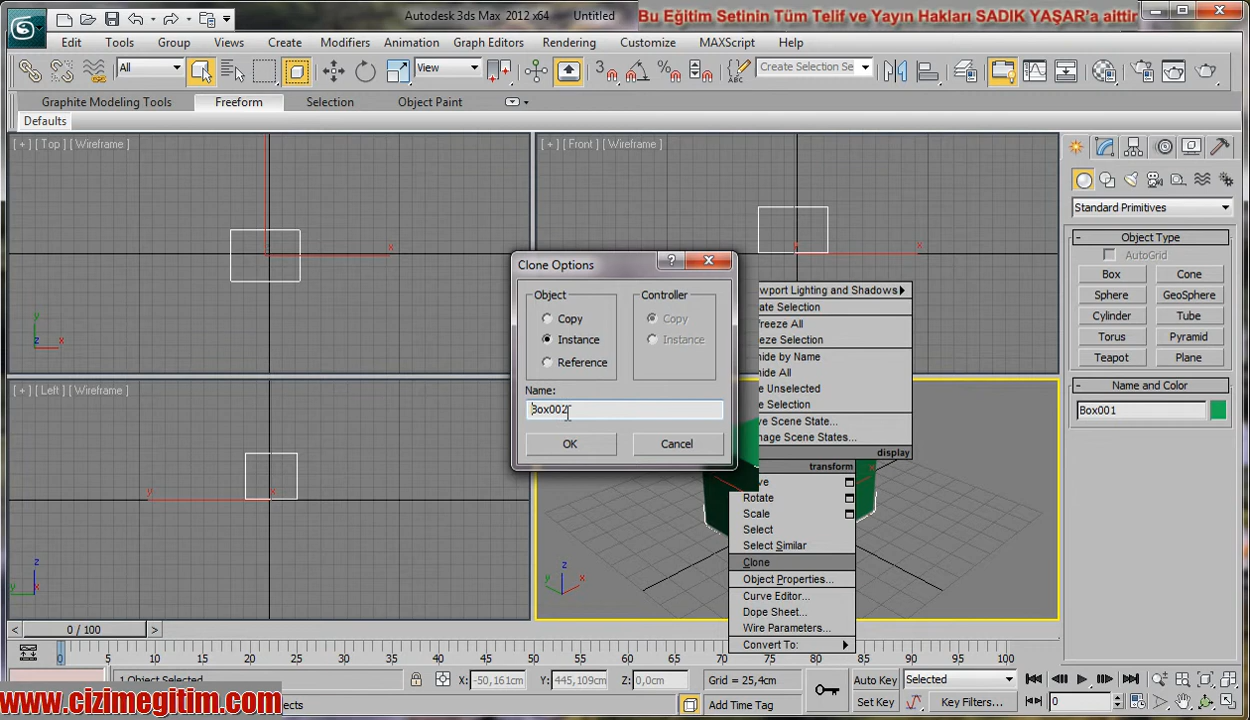 Autodesk 3ds Max 2012 x64
Untitled
Bu Eğitim Setinin Tüm Telif ve Yayın Hakları SADIK YAŞAR'a aittir
Edit
Tools
Group
Views
Create
Modifiers
Animation
Graph Editors
Rendering
Customize
MAXScript
Help
All
View
3
ABC
Create Selection Se
Graphite Modeling Tools
Freeform
Selection
Object Paint
Defaults
[ + ] [ Top ] [ Wireframe ]
[ + ] [ Front ] [ Wireframe ]
x
x
y
z
x
Standard Primitives
Object Type
AutoGrid
Box
Cone
Sphere
GeoSphere
Cylinder
Tube
Torus
Pyramid
Teapot
Plane
Name and Color
Box001
Clone Options
Object
Controller
Copy
Copy
Instance
Instance
Reference
Name:
Box002
OK
Cancel
wport Lighting and Shadows
ate Selection
freeze All
eze Selection
hide by Name
ide All
e Unselected
e Selection
ve Scene State...
nage Scene States...
display
transform
ve
Rotate
Scale
Select
Select Similar
Clone
Object Properties...
Curve Editor...
Dope Sheet...
Wire Parameters...
Convert To:
[ + ] [ Left ] [ Wireframe ]
y
x
z
y
z
y
x
< 0 / 100 >
0
5
10
15
20
25
30
35
40
45
50
55
60
65
70
75
80
85
90
95
100
1 Object Selected
X: -50,161cm
Y: 445,109cm
Z: 0,0cm
Grid = 25,4cm
Auto Key
Selected
www.cizimegitim.com
ects
Add Time Tag
Set Key
Key Filters...
0